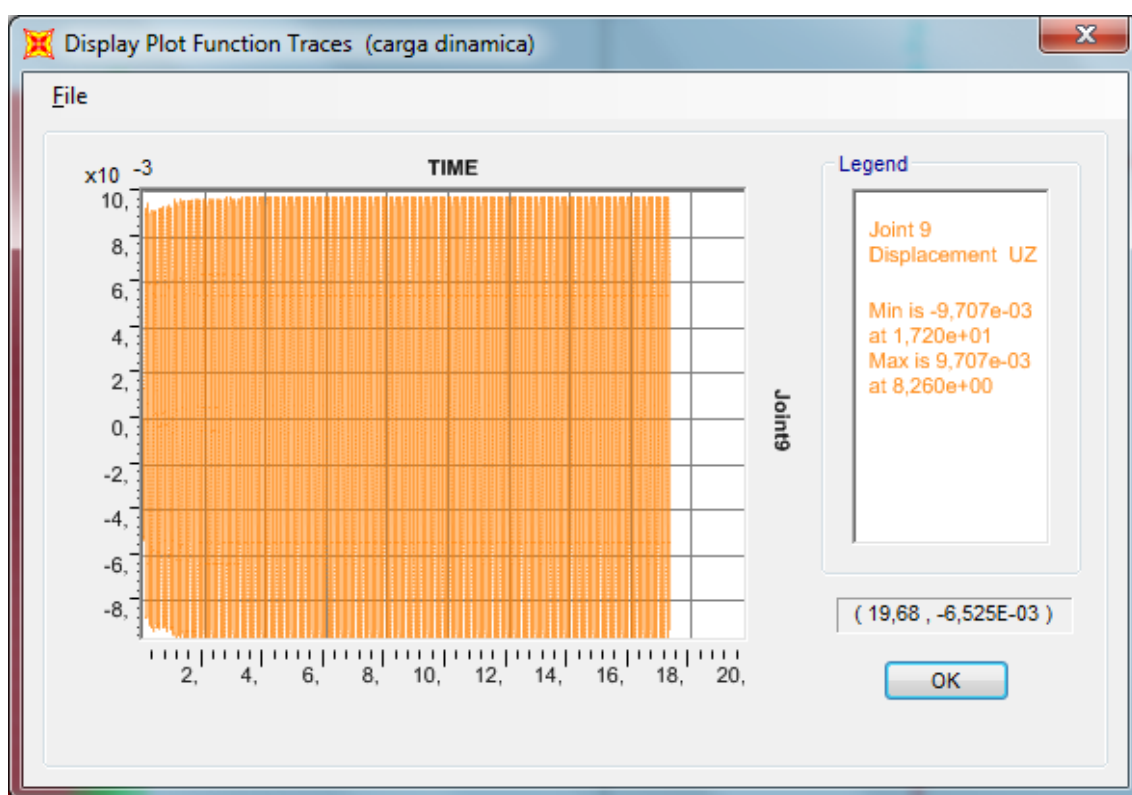 Display Plot Function Traces (carga dinamica)
X
File
x10 -3
TIME
10,
8,
6,
4,
2,
0,
-2,
-4,
-6,
-8,
2, 4, 6, 8, 10, 12, 14, 16, 18, 20,
Joint9
Legend
Joint 9
Displacement UZ
Min is -9,707e-03
at 1,720e+01
Max is 9,707e-03
at 8,260e+00
( 19,68 , -6,525E-03 )
OK